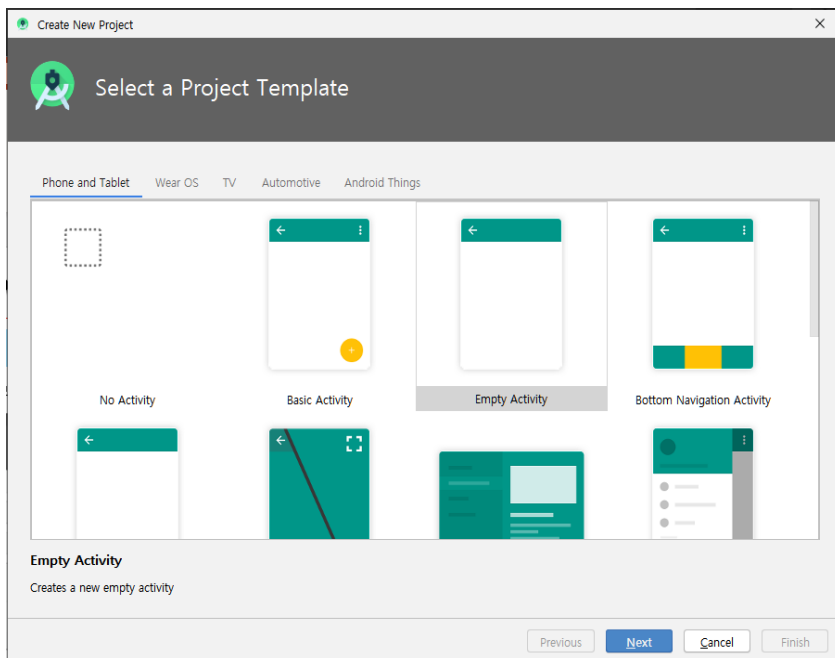 Create New Project
Select a Project Template
Phone and Tablet Wear OS TV Automotive Android Things
No Activity Basic Activity Empty Activity Bottom Navigation Activity
Empty Activity
Creates a new empty activity
Previous Next Cancel Finish